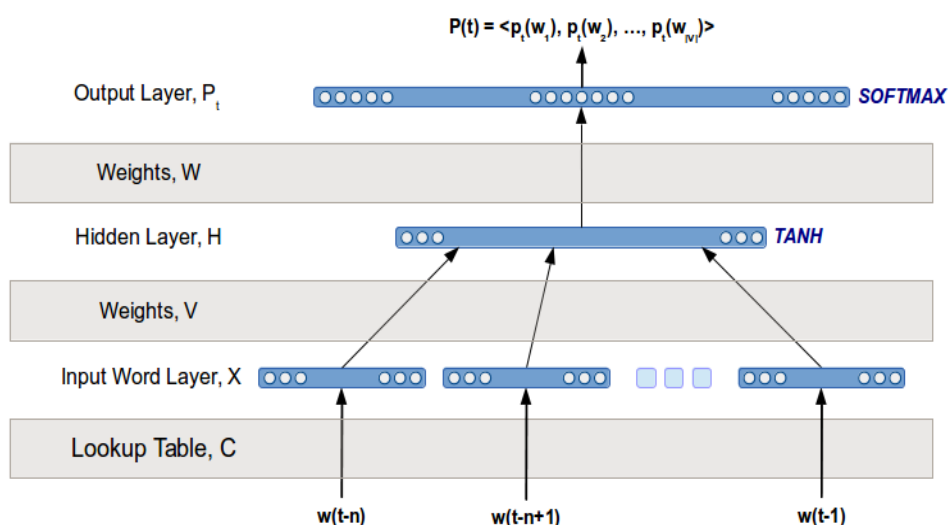 P(t) = <p_t(w_1), p_t(w_2), ..., p_t(w_|V|)>
Output Layer, P_t
SOFTMAX
Weights, W
Hidden Layer, H
TANH
Weights, V
Input Word Layer, X
Lookup Table, C
w(t-n)
w(t-n+1)
w(t-1)